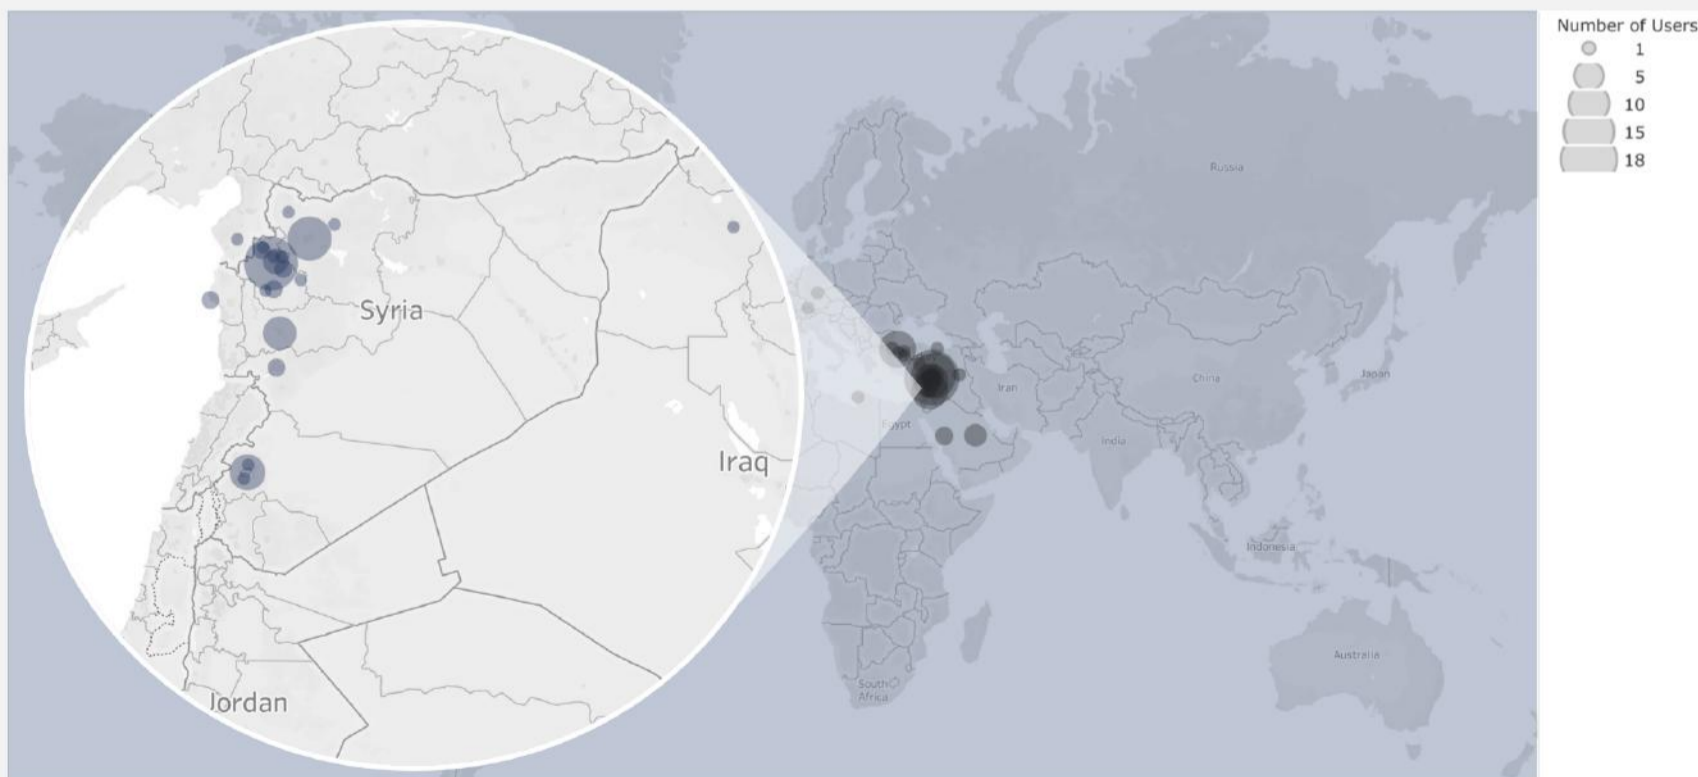 Number of Users
1
5
10
15
18
Russia
Syria
Iraq
Jordan
Iran
China
Japan
Egypt
India
Indonesia
Australia
South
Africa